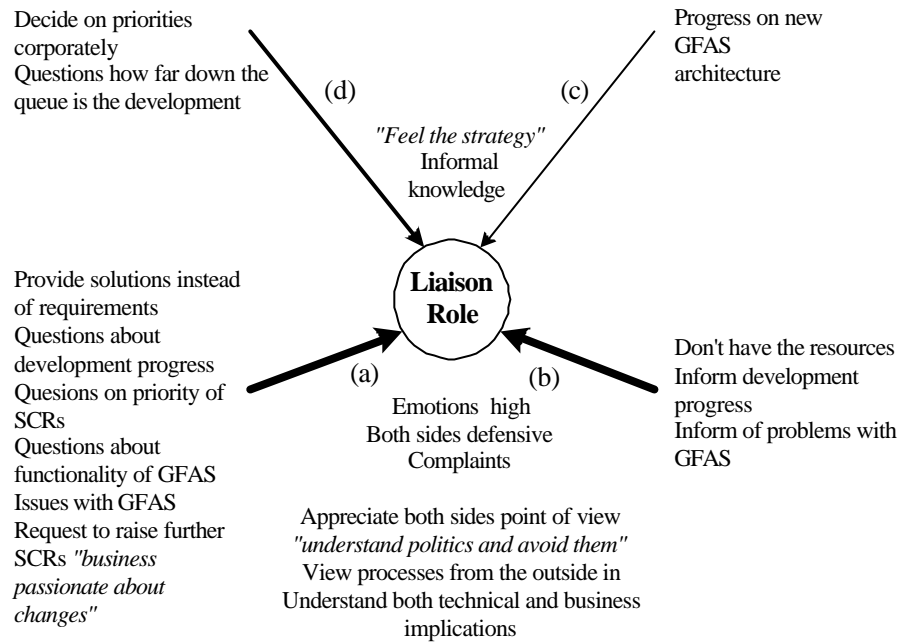 Decide on priorities
corporately
Questions how far down the
queue is the development
(d)
Progress on new
GFAS
architecture
(c)
"Feel the strategy"
Informal
knowledge
Liaison
Role
Provide solutions instead
of requirements
Questions about
development progress
Quesions on priority of
SCRs
Questions about
functionality of GFAS
Issues with GFAS
Request to raise further
SCRs "business
passionate about
changes"
(a)
(b)
Don't have the resources
Inform development
progress
Inform of problems with
GFAS
Emotions high
Both sides defensive
Complaints
Appreciate both sides point of view
"understand politics and avoid them"
View processes from the outside in
Understand both technical and business
implications